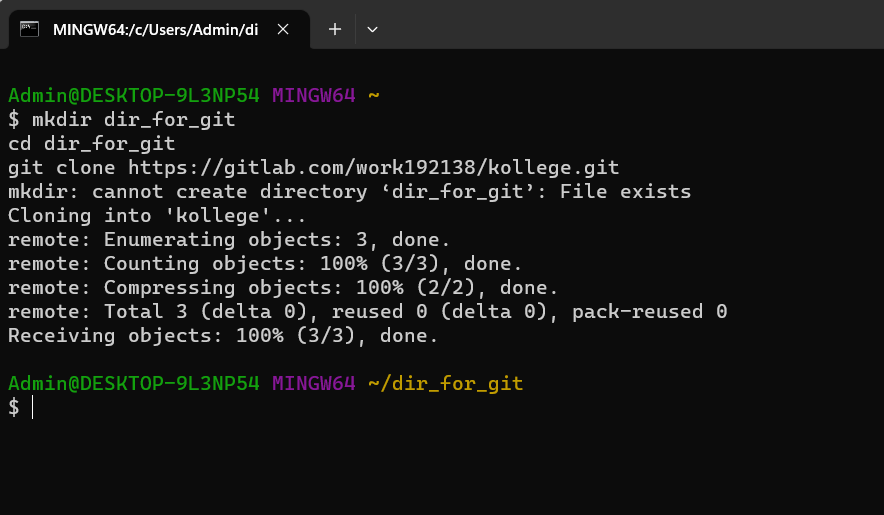 MINGW64:/c/Users/Admin/di
Admin@DESKTOP-9L3NP54 MINGW64 ~
$ mkdir dir_for_git
cd dir_for_git
git clone https://gitlab.com/work192138/kollege.git
mkdir: cannot create directory ‘dir_for_git’: File exists
Cloning into 'kollege'...
remote: Enumerating objects: 3, done.
remote: Counting objects: 100% (3/3), done.
remote: Compressing objects: 100% (2/2), done.
remote: Total 3 (delta 0), reused 0 (delta 0), pack-reused 0
Receiving objects: 100% (3/3), done.
Admin@DESKTOP-9L3NP54 MINGW64 ~/dir_for_git
$